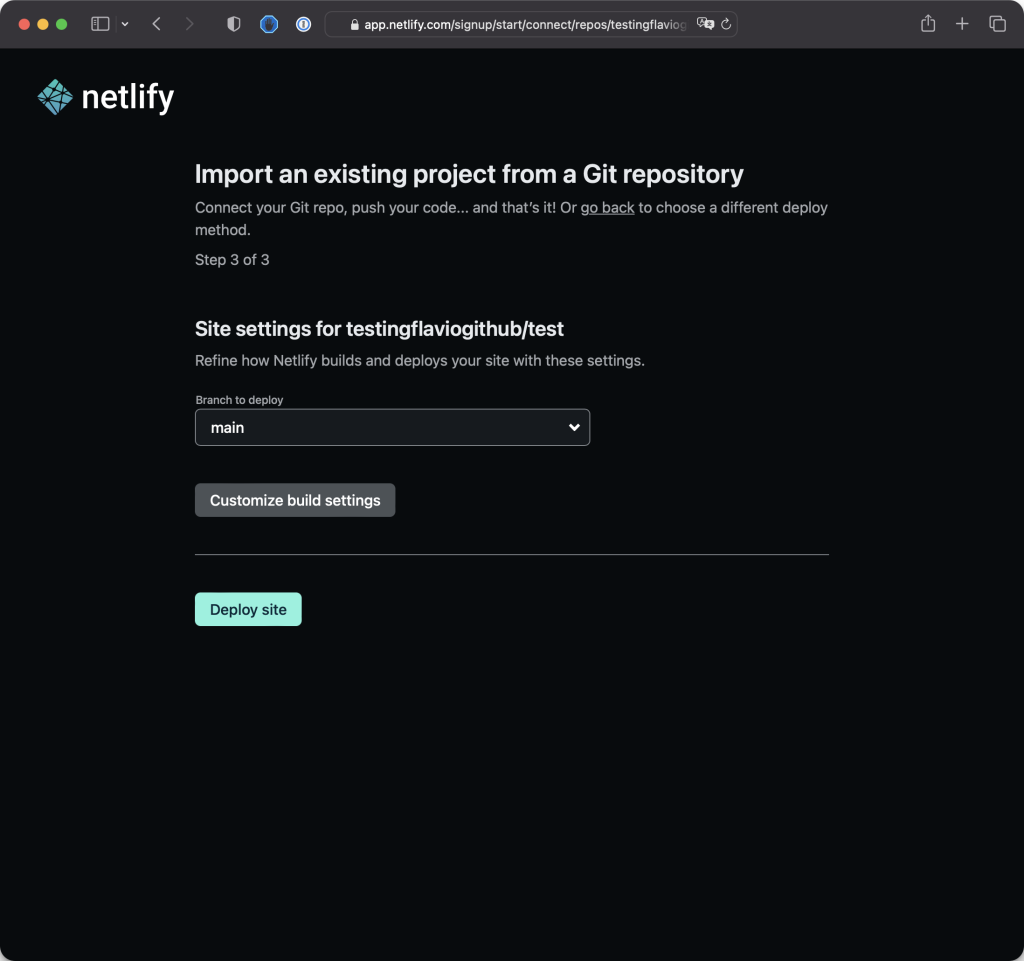 app.netlify.com/signup/start/connect/repos/testingflaviog
netlify
Import an existing project from a Git repository
Connect your Git repo, push your code… and that’s it! Or go back to choose a different deploy
method.
Step 3 of 3
Site settings for testingflaviogithub/test
Refine how Netlify builds and deploys your site with these settings.
Branch to deploy
main
Customize build settings
Deploy site